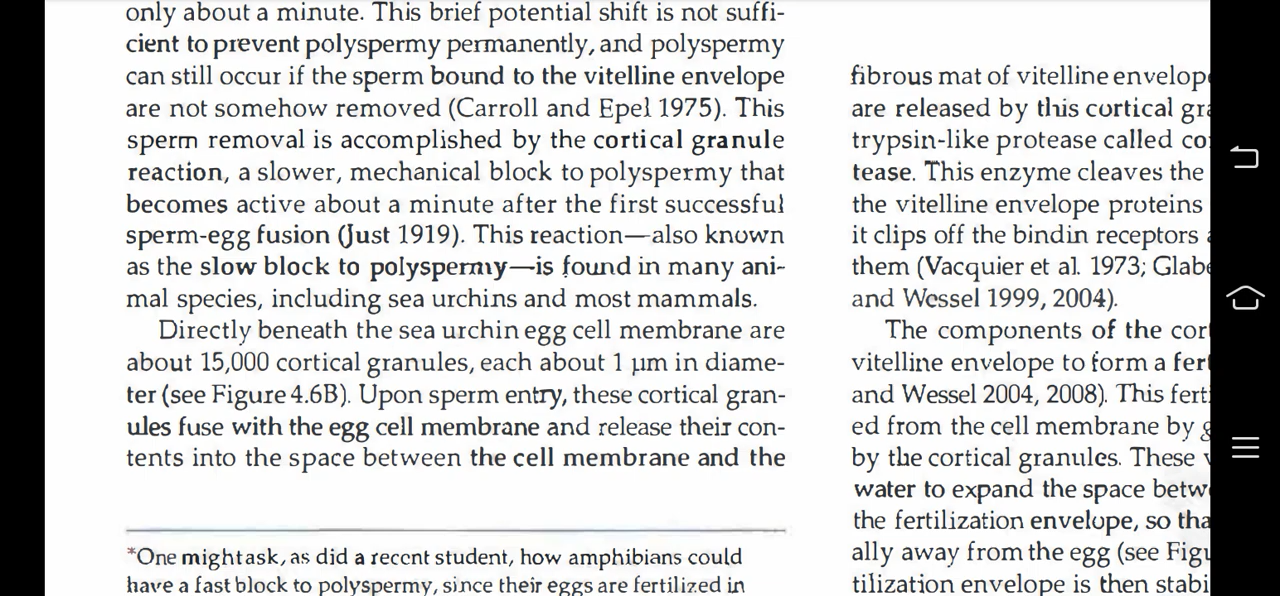 only about a minute. This brief potential shift is not suffi-
cient to prevent polyspermy permanently, and polyspermy
can still occur if the sperm bound to the vitelline envelope
are not somehow removed (Carroll and Epel 1975). This
sperm removal is accomplished by the cortical granule
reaction, a slower, mechanical block to polyspermy that
becomes active about a minute after the first successful
sperm-egg fusion (Just 1919). This reaction—also known
as the slow block to polyspermy—is found in many ani-
mal species, including sea urchins and most mammals.
Directly beneath the sea urchin egg cell membrane are
about 15,000 cortical granules, each about 1 μm in diame-
ter (see Figure 4.6B). Upon sperm entry, these cortical gran-
ules fuse with the egg cell membrane and release their con-
tents into the space between the cell membrane and the
*One might ask, as did a recent student, how amphibians could
have a fast block to polyspermy, since their eggs are fertilized in
fibrous mat of vitelline envelop
are released by this cortical gr
trypsin-like protease called co
tease. This enzyme cleaves the
the vitelline envelope proteins
it clips off the bindin receptors
them (Vacquier et al. 1973; Glab
and Wessel 1999, 2004).
The components of the cor
vitelline envelope to form a fer
and Wessel 2004, 2008). This ferti
ed from the cell membrane by g
by the cortical granules. These
water to expand the space betw
the fertilization envelope, so tha
ally away from the egg (see Figu
tilization envelope is then stabi